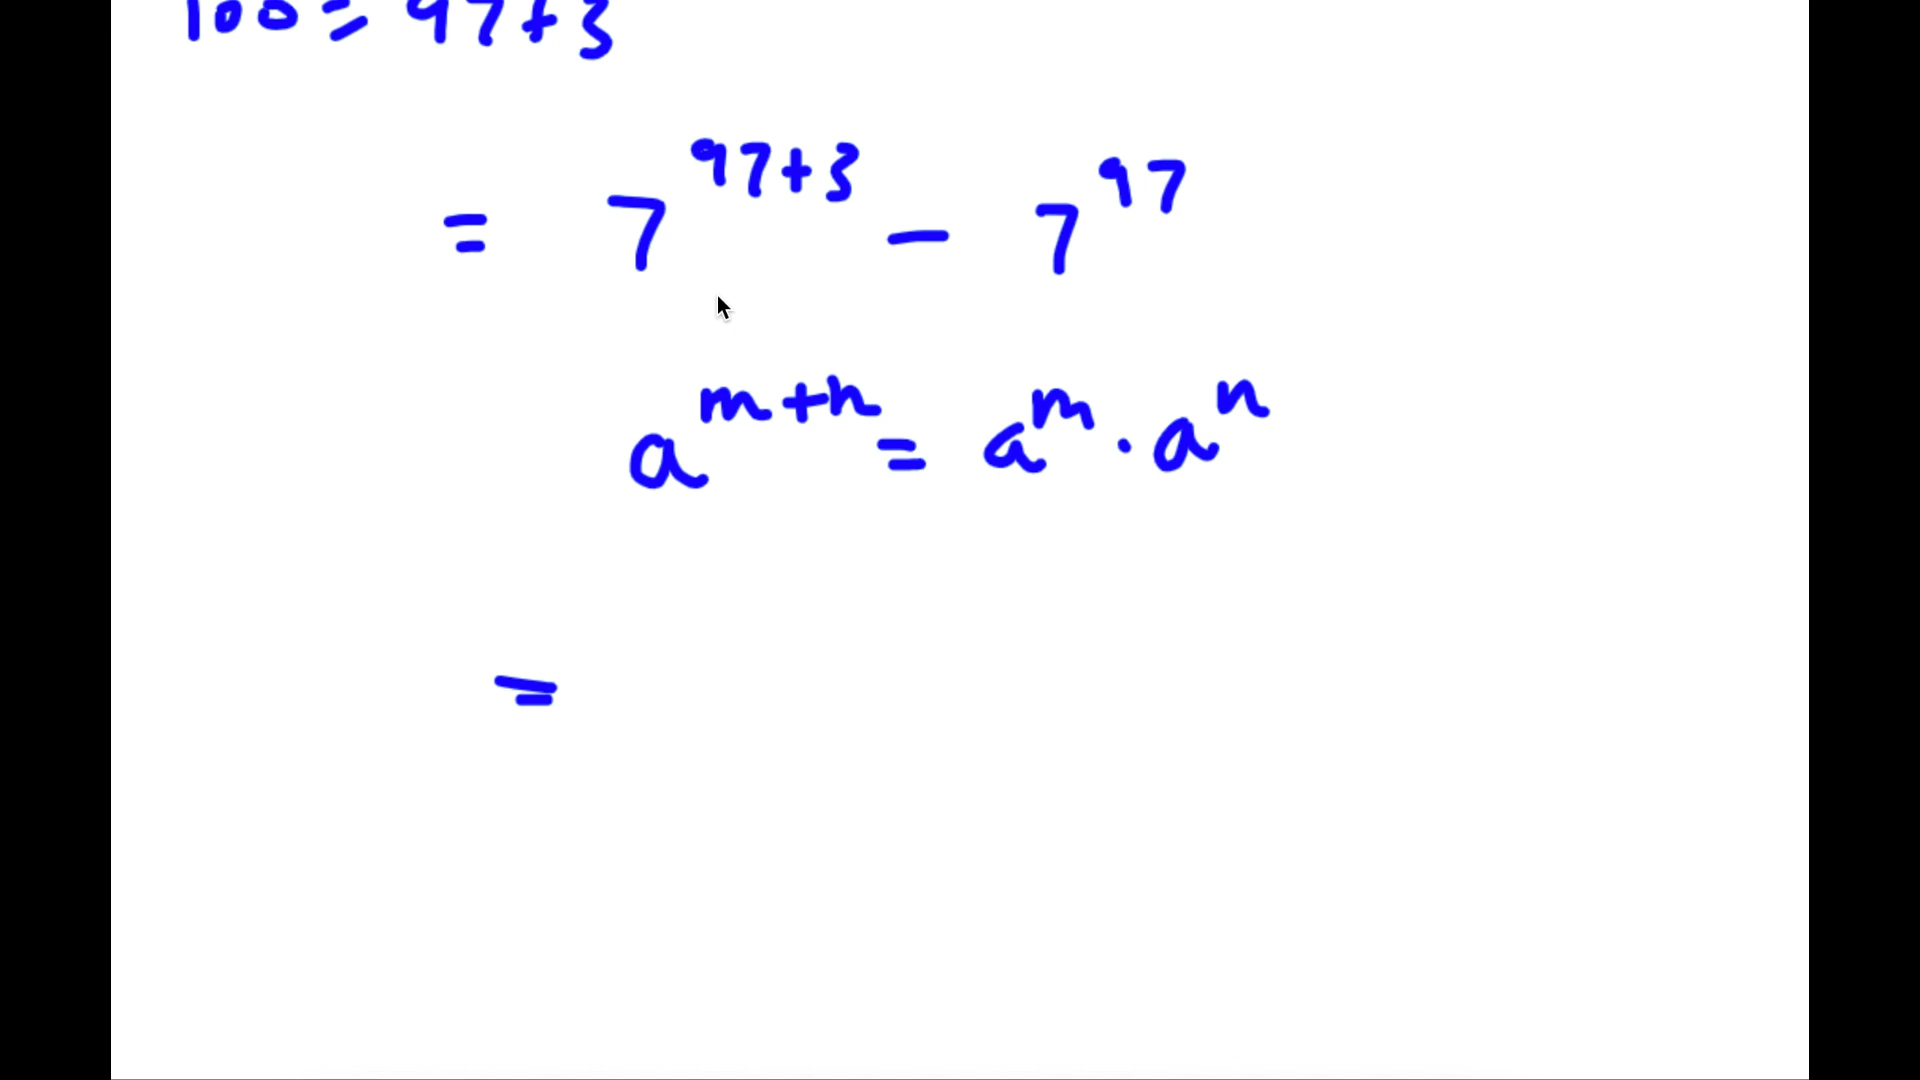 100 = 97+3
= 7^{97+3} - 7^{97}
a^{m+n} = a^m · a^n
=